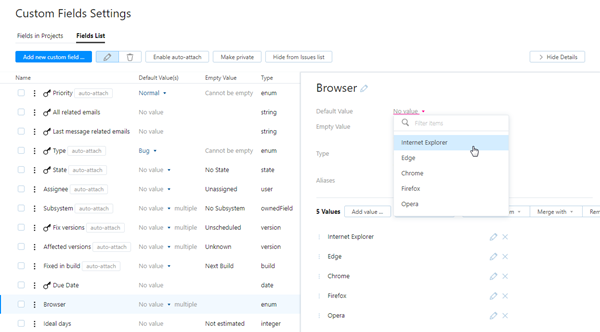 Custom Fields Settings
Fields in Projects Fields List
Add new custom field ... Enable auto-attach Make private Hide from Issues list Hide Details
Name Default Value(s) Empty Value Type
Priority auto-attach Normal Cannot be empty enum
All related emails No value string
Last message related emails No value string
Type auto-attach Bug Cannot be empty enum
State auto-attach No value No State state
Assignee auto-attach No value Unassigned user
Subsystem auto-attach No value multiple No Subsystem ownedField
Fix versions auto-attach No value multiple Unscheduled version
Affected versions auto-attach No value multiple Unknown version
Fixed in build auto-attach No value Next Build build
Due Date No value date
Browser No value multiple enum
Ideal days No value Not estimated integer
Browser
Default Value No value
Empty Value
Type
Aliases
Filter items
Internet Explorer
Edge
Chrome
Firefox
Opera
5 Values Add value ... Merge with
Internet Explorer
Edge
Chrome
Firefox
Opera